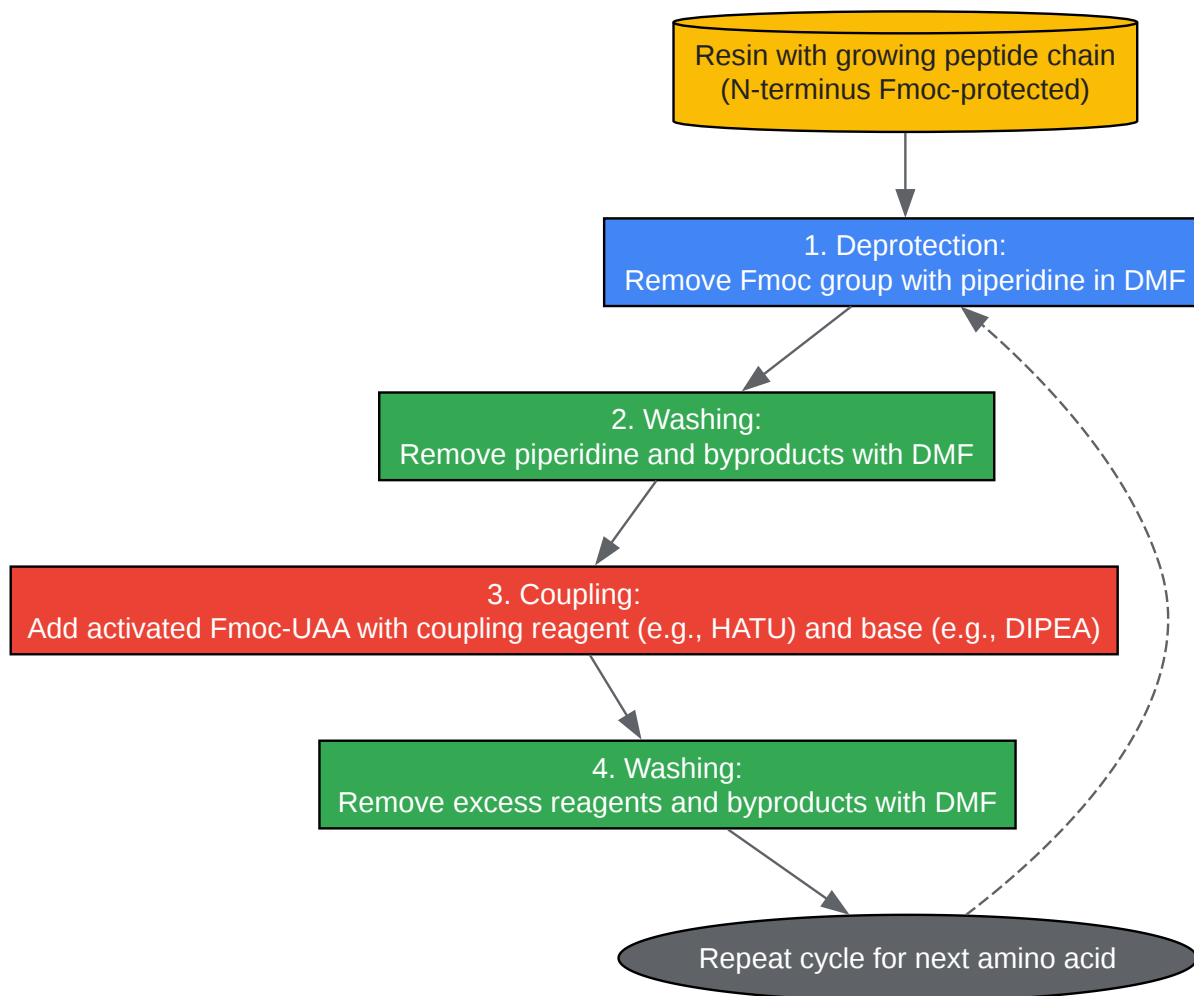 Resin with growing peptide chain
(N-terminus Fmoc-protected)
1. Deprotection:
Remove Fmoc group with piperidine in DMF
2. Washing:
Remove piperidine and byproducts with DMF
3. Coupling:
Add activated Fmoc-UAA with coupling reagent (e.g., HATU) and base (e.g., DIPEA)
4. Washing:
Remove excess reagents and byproducts with DMF
Repeat cycle for next amino acid